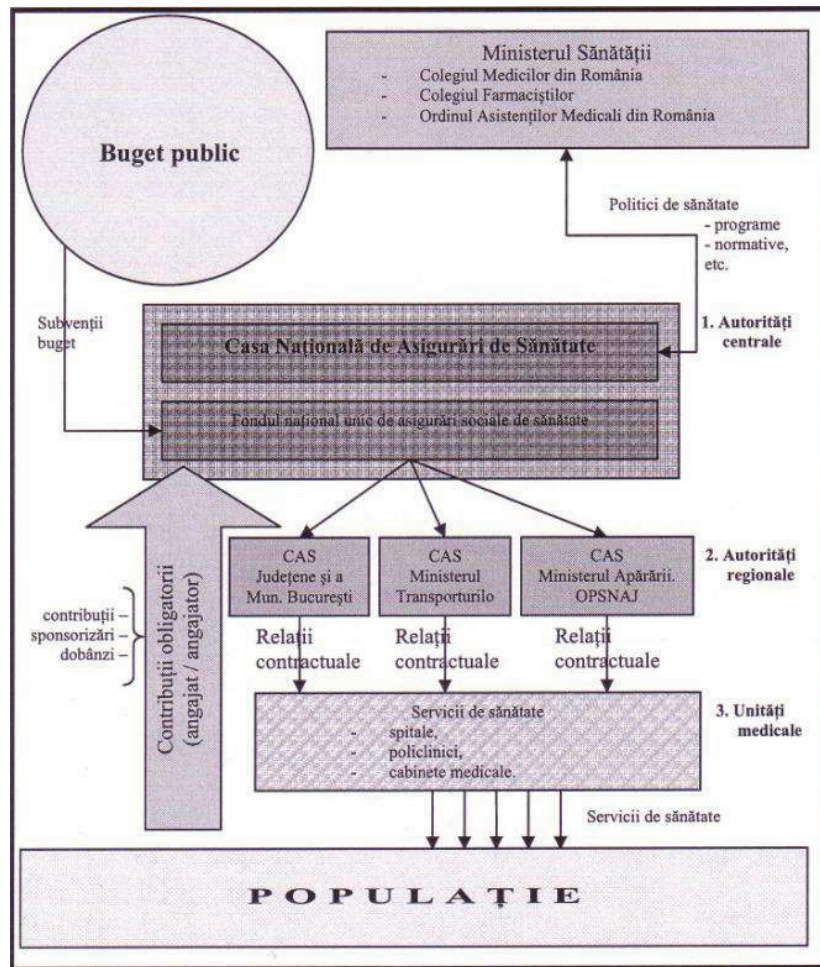 Buget public
Ministerul Sănătății
- Colegiul Medicilor din România
- Colegiul Farmaciștilor
- Ordinul Asistenților Medicali din România
Politici de sănătate
- programe
- normative,
etc.
Subvenții
buget
1. Autorități
centrale
Casa Națională de Asigurări de Sănătate
Fondul național unic de asigurări sociale de sănătate
CAS
Județene și a
Mun. București
CAS
Ministerul
Transporturilo
CAS
Ministerul Apărării.
OPSNAJ
2. Autorități
regionale
contribuții –
sponsorizări –
dobânzi –
Contribuții obligatorii
(angajat / angajator)
Relații
contractuale
Relații
contractuale
Relații
contractuale
Servicii de sănătate
- spitale,
- policlinici,
- cabinete medicale.
3. Unități
medicale
Servicii de sănătate
POPULAȚIE